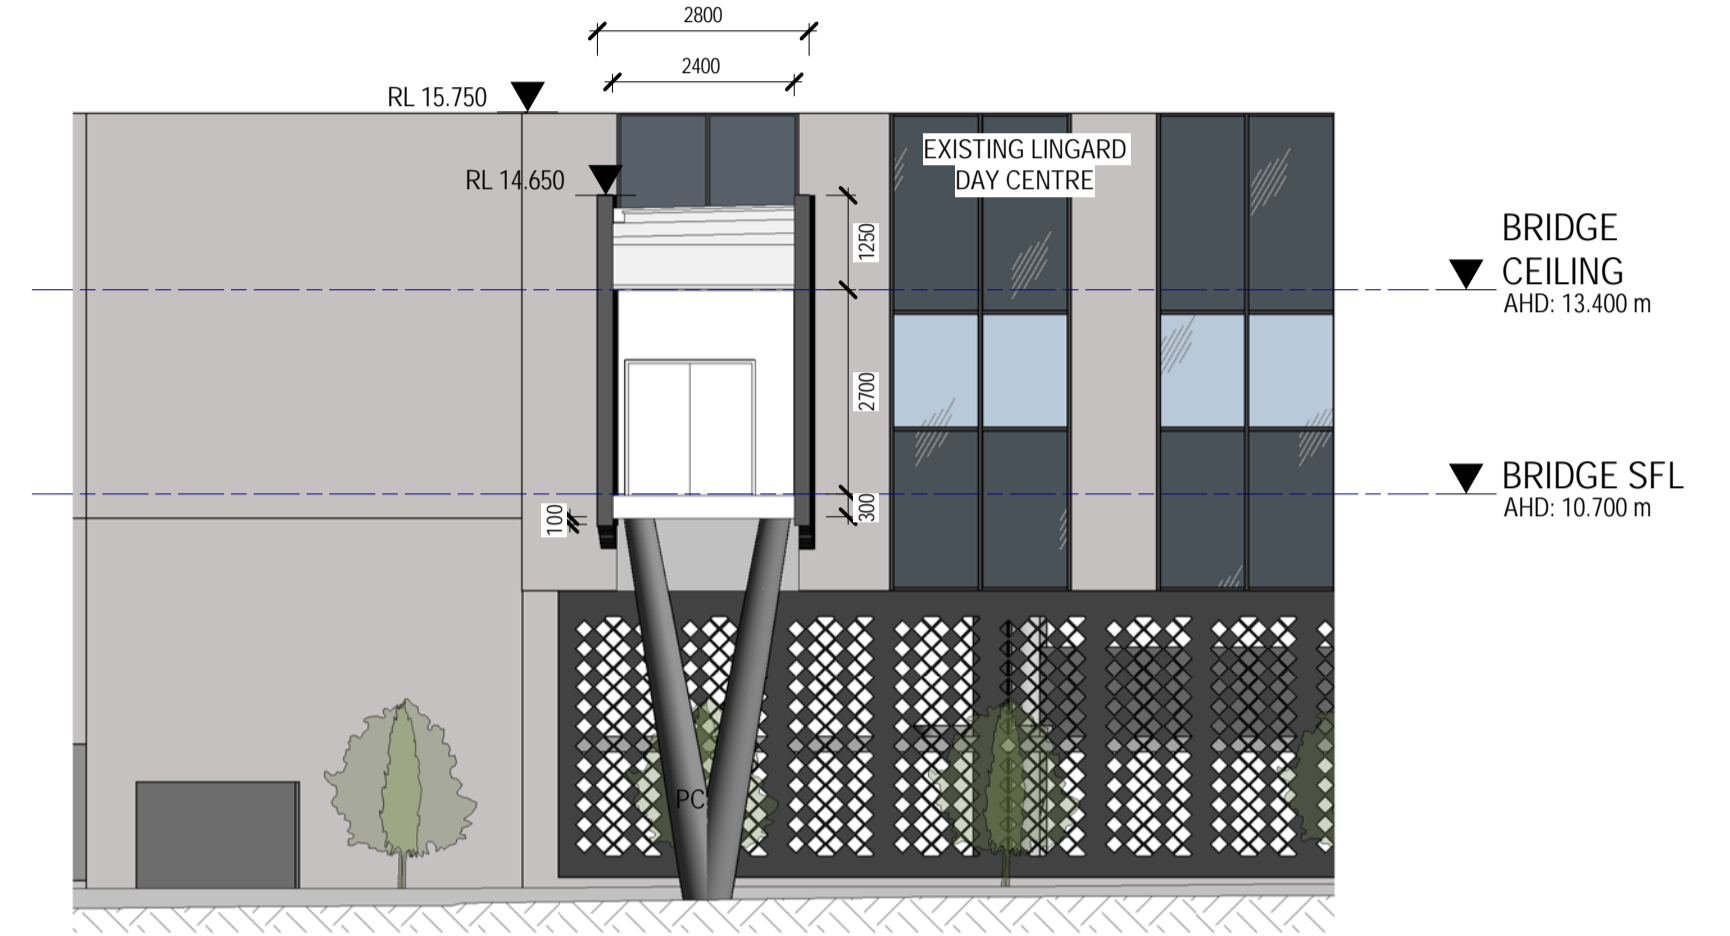 2800
2400
RL 15.750
EXISTING LINGARD
DAY CENTRE
RL 14.650
1250
BRIDGE
CEILING
AHD: 13.400 m
2700
BRIDGE SFL
AHD: 10.700 m
300
100
PC